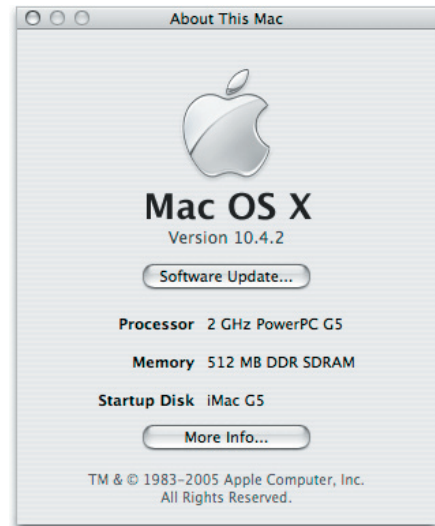 About This Mac
Mac OS X
Version 10.4.2
Software Update...
Processor 2 GHz PowerPC G5
Memory 512 MB DDR SDRAM
Startup Disk iMac G5
More Info...
TM & © 1983–2005 Apple Computer, Inc.
All Rights Reserved.